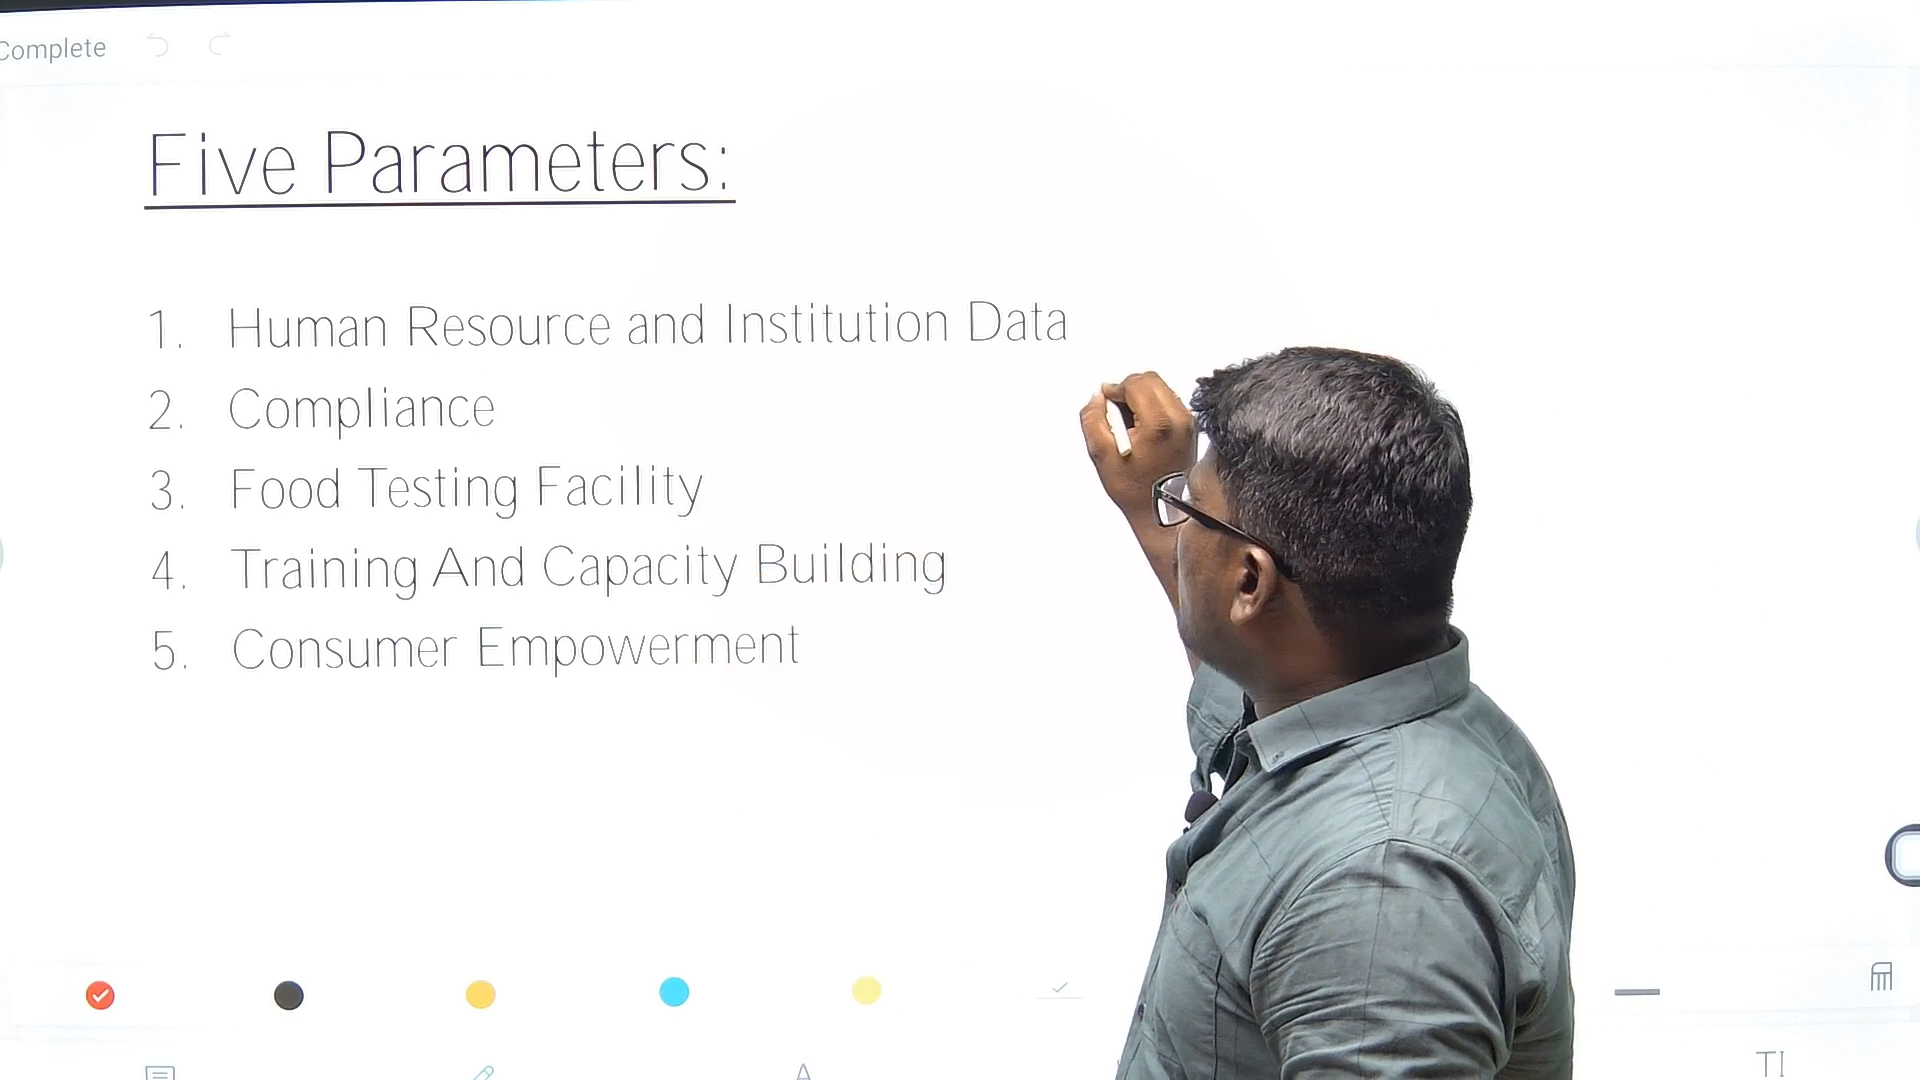 Complete
Five Parameters:
1. Human Resource and Institution Data
2. Compliance
3. Food Testing Facility
4. Training And Capacity Building
5. Consumer Empowerment
A
TI